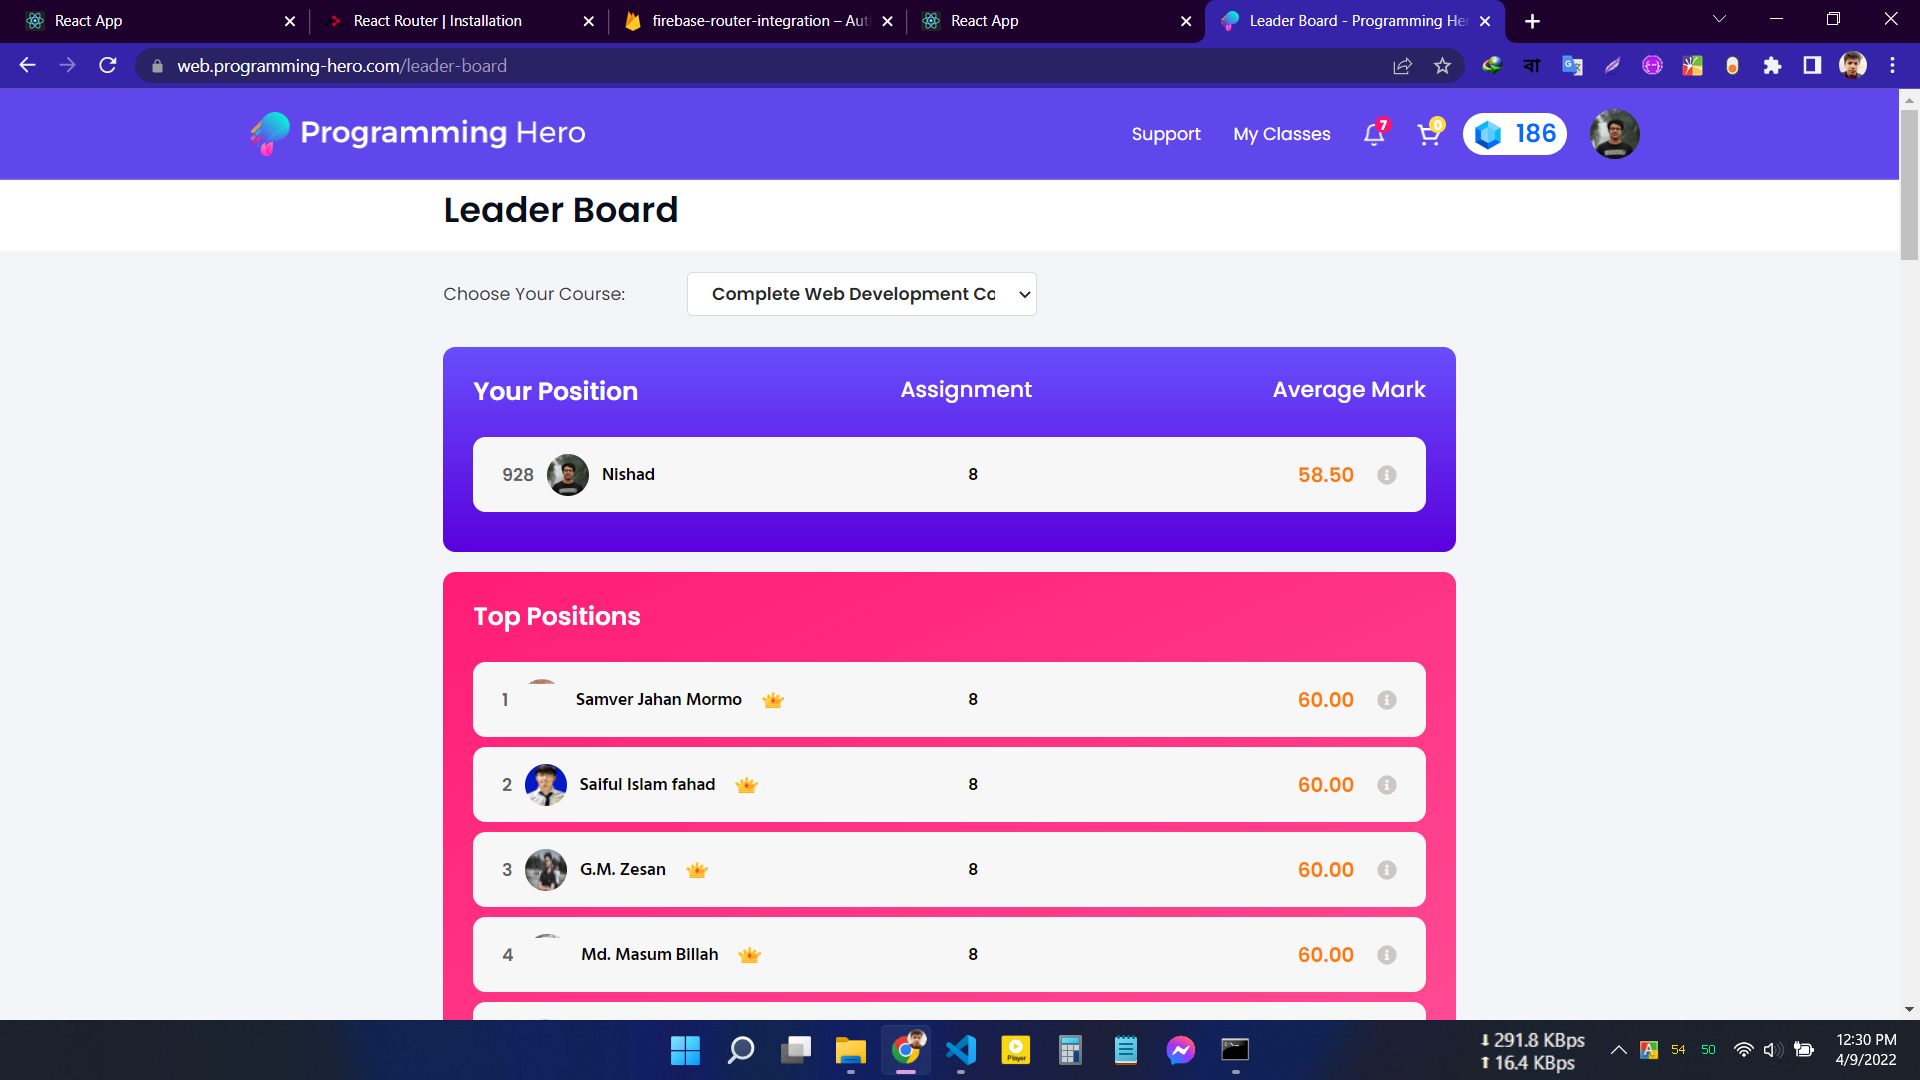 React App
React Router | Installation
firebase-router-integration – Aut
React App
Leader Board - Programming He
web.programming-hero.com/leader-board
বা
Programming Hero
Support
My Classes
7
0
186
Leader Board
Choose Your Course:
Complete Web Development Co
Your Position
Assignment
Average Mark
928 Nishad 8 58.50
Top Positions
1 Samver Jahan Mormo 8 60.00
2 Saiful Islam fahad 8 60.00
3 G.M. Zesan 8 60.00
4 Md. Masum Billah 8 60.00
Player
291.8 KBps
16.4 KBps
54
50
12:30 PM
4/9/2022